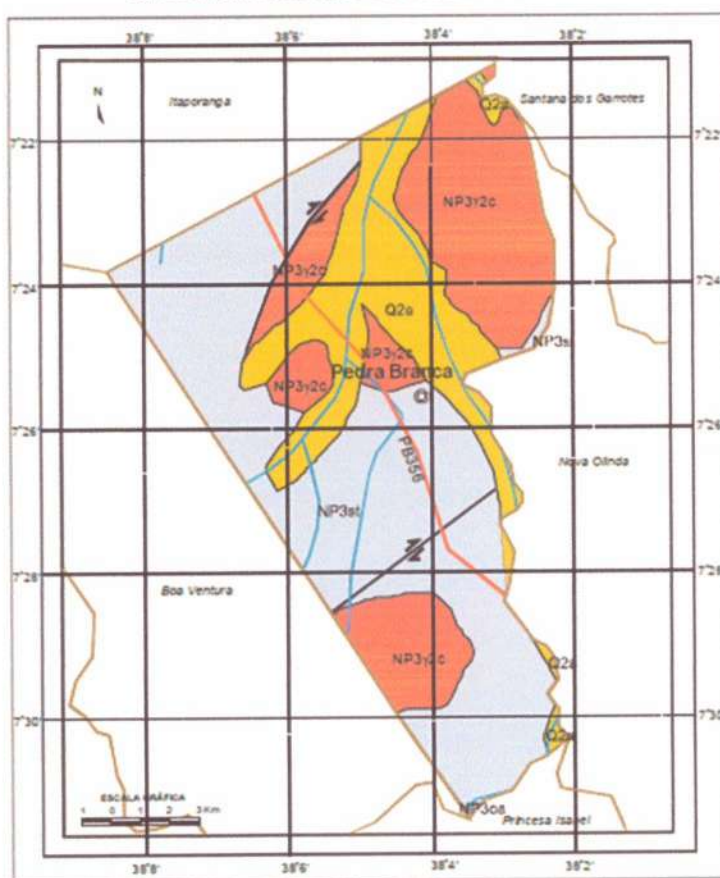 38°8'
38°6'
38°4'
38°2'
N
Itaporanga
Santana dos Garrotes
Q2a
7°22'
7°22'
NP3γ2c
NP3γ2c
7°24'
7°24'
Q2a
NP3s
NP3γ2c
NP3γ2c
Pedra Branca
7°26'
7°26'
PB356
Nova Olinda
NP3st
7°28'
7°28'
Boa Ventura
NP3γ2c
Q2a
7°30'
7°30'
Q2a
ESCALA GRÁFICA
1 0 1 2 3 Km
NP3oa
Princesa Isabel
38°8'
38°6'
38°4'
38°2'